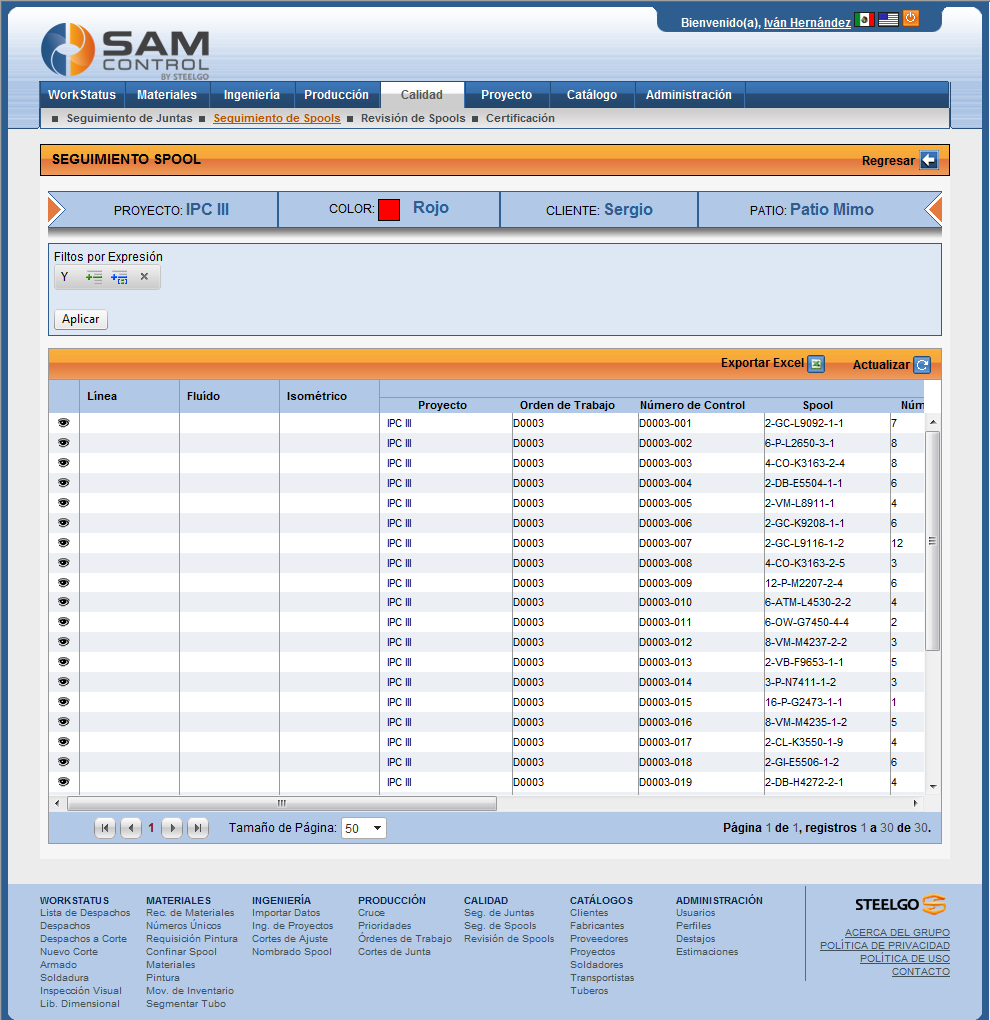 Bienvenido(a), Iván Hernández
SAM
CONTROL
BY STEELGO
WorkStatus Materiales Ingeniería Producción Calidad Proyecto Catálogo Administración
Seguimiento de Juntas Seguimiento de Spools Revisión de Spools Certificación
SEGUIMIENTO SPOOL Regresar
PROYECTO: IPC III COLOR: Rojo CLIENTE: Sergio PATIO: Patio Mimo
Filtos por Expresión
Y
Aplicar
Exportar Excel Actualizar
Línea Fluído Isométrico
Proyecto Orden de Trabajo Número de Control Spool Núm
IPC III D0003 D0003-001 2-GC-L9092-1-1 7
IPC III D0003 D0003-002 6-P-L2650-3-1 8
IPC III D0003 D0003-003 4-CO-K3163-2-4 8
IPC III D0003 D0003-004 2-DB-E5504-1-1 6
IPC III D0003 D0003-005 2-VM-L8911-1 4
IPC III D0003 D0003-006 2-GC-K9208-1-1 6
IPC III D0003 D0003-007 2-GC-L9116-1-2 12
IPC III D0003 D0003-008 4-CO-K3163-2-5 3
IPC III D0003 D0003-009 12-P-M2207-2-4 6
IPC III D0003 D0003-010 6-ATM-L4530-2-2 4
IPC III D0003 D0003-011 6-OW-G7450-4-4 2
IPC III D0003 D0003-012 8-VM-M4237-2-2 3
IPC III D0003 D0003-013 2-VB-F9653-1-1 5
IPC III D0003 D0003-014 3-P-N7411-1-2 3
IPC III D0003 D0003-015 16-P-G2473-1-1 1
IPC III D0003 D0003-016 8-VM-M4235-1-2 5
IPC III D0003 D0003-017 2-CL-K3550-1-9 4
IPC III D0003 D0003-018 2-GI-E5506-1-2 6
IPC III D0003 D0003-019 2-DB-H4272-2-1 4
1 Tamaño de Página: 50 Página 1 de 1, registros 1 a 30 de 30.
WORKSTATUS
Lista de Despachos
Despachos
Despachos a Corte
Nuevo Corte
Armado
Soldadura
Inspección Visual
Lib. Dimensional
MATERIALES
Rec. de Materiales
Números Únicos
Requisición Pintura
Confinar Spool
Materiales
Pintura
Mov. de Inventario
Segmentar Tubo
INGENIERÍA
Importar Datos
Ing. de Proyectos
Cortes de Ajuste
Nombrado Spool
PRODUCCIÓN
Cruce
Prioridades
Órdenes de Trabajo
Cortes de Junta
CALIDAD
Seg. de Juntas
Seg. de Spools
Revisión de Spools
CATÁLOGOS
Clientes
Fabricantes
Proveedores
Proyectos
Soldadores
Transportistas
Tuberos
ADMINISTRACIÓN
Usuarios
Perfiles
Destajos
Estimaciones
STEELGO
ACERCA DEL GRUPO
POLÍTICA DE PRIVACIDAD
POLÍTICA DE USO
CONTACTO